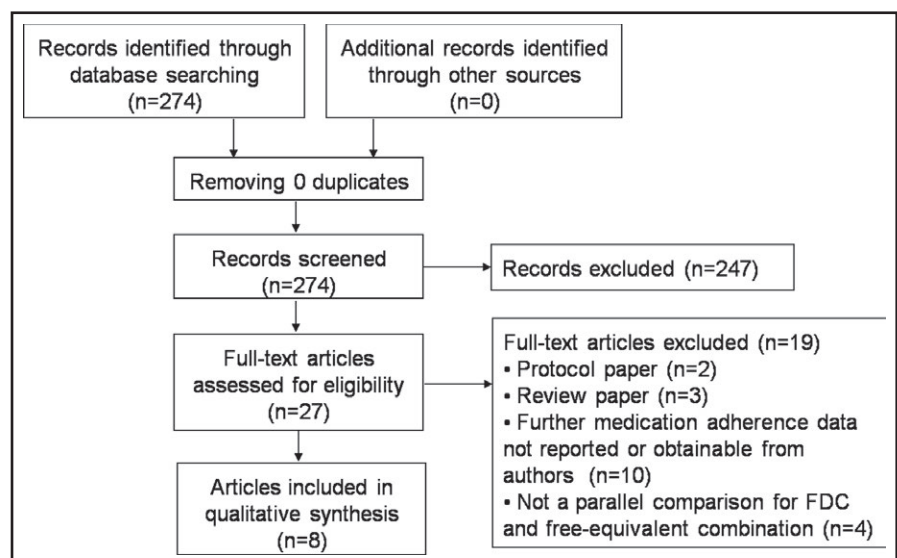 Records identified through
database searching
(n=274)
Additional records identified
through other sources
(n=0)
Removing 0 duplicates
Records screened
(n=274)
Records excluded (n=247)
Full-text articles
assessed for eligibility
(n=27)
Full-text articles excluded (n=19)
• Protocol paper (n=2)
• Review paper (n=3)
• Further medication adherence data
not reported or obtainable from
authors (n=10)
• Not a parallel comparison for FDC
and free-equivalent combination (n=4)
Articles included in
qualitative synthesis
(n=8)